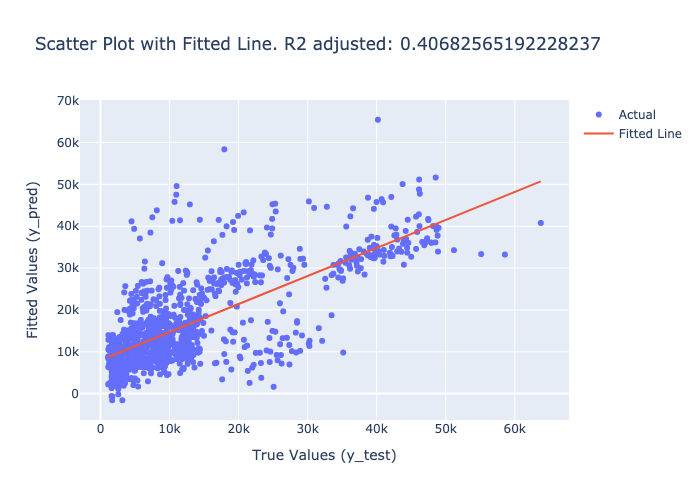 Scatter Plot with Fitted Line. R2 adjusted: 0.40682565192228237
70k
60k
50k
40k
30k
20k
10k
0
Fitted Values (y_pred)
0
10k
20k
30k
40k
50k
60k
True Values (y_test)
Actual
Fitted Line